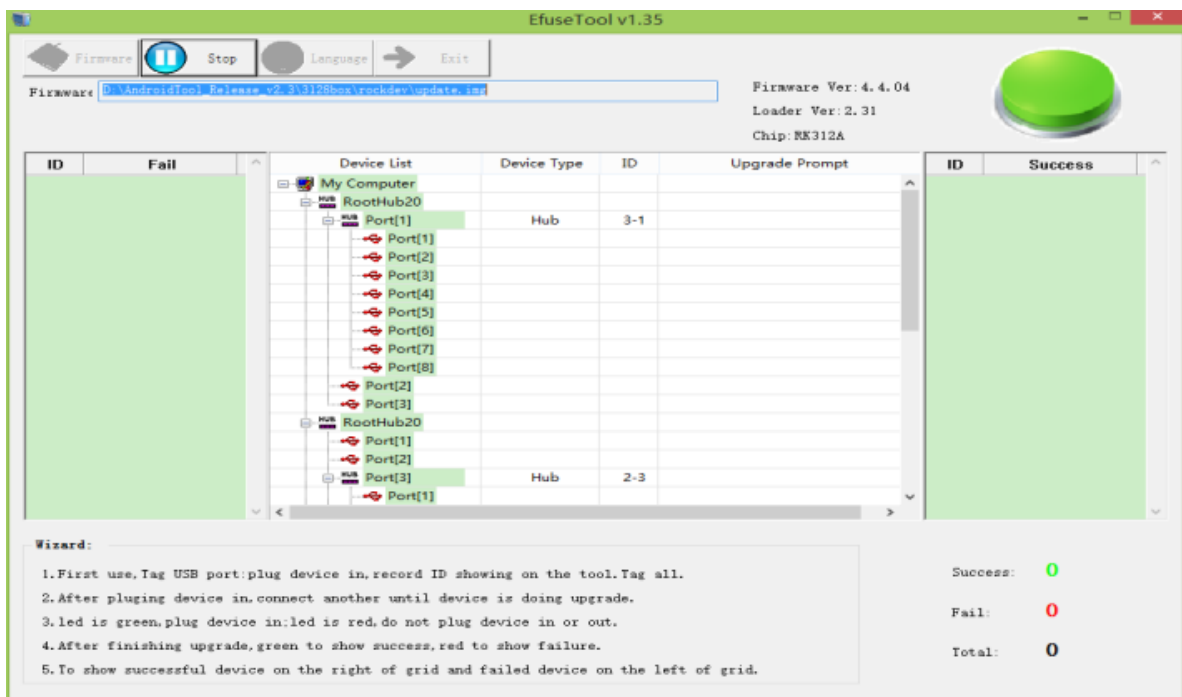 EfuseTool v1.35
Firmware Stop Language Exit
Firmware D:\AndroidTool_Release_v2.3\3128box\rockdev\update.img
Firmware Ver:4.4.04
Loader Ver:2.31
Chip:RK312A
ID Fail Device List Device Type ID Upgrade Prompt ID Success
My Computer
HUB RootHub20
HUB Port[1] Hub 3-1
Port[1]
Port[2]
Port[3]
Port[4]
Port[5]
Port[6]
Port[7]
Port[8]
Port[2]
Port[3]
HUB RootHub20
Port[1]
Port[2]
HUB Port[3] Hub 2-3
Port[1]
Wizard:
1.First use,Tag USB port:plug device in,record ID showing on the tool.Tag all.
2.After pluging device in,connect another until device is doing upgrade.
3.led is green,plug device in;led is red,do not plug device in or out.
4.After finishing upgrade,green to show success,red to show failure.
5.To show successful device on the right of grid and failed device on the left of grid.
Success: 0
Fail: 0
Total: 0